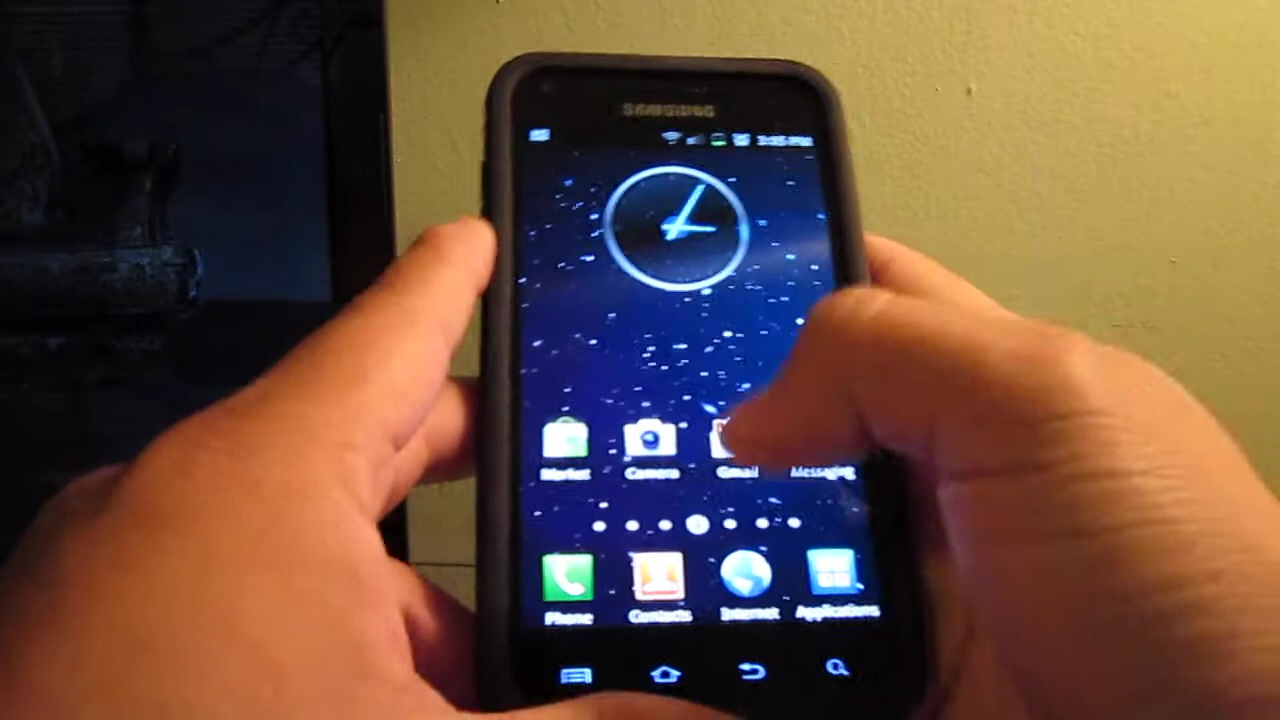 SAMSUNG
Market Camera Gmail Messaging
Phone Contacts Internet Applications